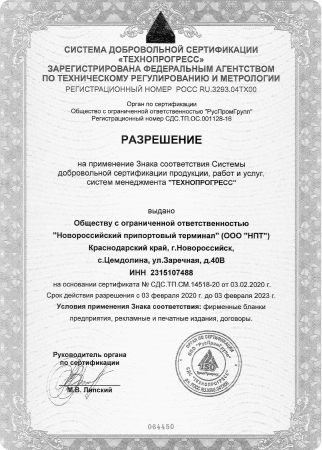 СИСТЕМА ДОБРОВОЛЬНОЙ СЕРТИФИКАЦИИ
«ТЕХНОПРОГРЕСС»
ЗАРЕГИСТРИРОВАНА ФЕДЕРАЛЬНЫМ АГЕНТСТВОМ
ПО ТЕХНИЧЕСКОМУ РЕГУЛИРОВАНИЮ И МЕТРОЛОГИИ
РЕГИСТРАЦИОННЫЙ НОМЕР РОСС RU.3293.04ТХ00
Орган по сертификации
Общество с ограниченной ответственностью "РусПромГрупп"
Регистрационный номер СДС.ТП.ОС.001128-16
РАЗРЕШЕНИЕ
на применение Знака соответствия Системы
добровольной сертификации продукции, работ и услуг,
систем менеджмента "ТЕХНОПРОГРЕСС"
выдано
Обществу с ограниченной ответственностью
"Новороссийский припортовый терминал" (ООО "НПТ")
Краснодарский край, г.Новороссийск,
с.Цемдолина, ул.Заречная, д.40В
ИНН 2315107488
на основании сертификата № СДС.ТП.СМ.14518-20 от 03.02.2020 г.
Срок действия разрешения с 03 февраля 2020 г. до 03 февраля 2023 г.
Условия применения Знака соответствия: фирменные бланки
предприятия, рекламные и печатные издания, договоры.
Руководитель органа
по сертификации
М.В. Лапский
064450